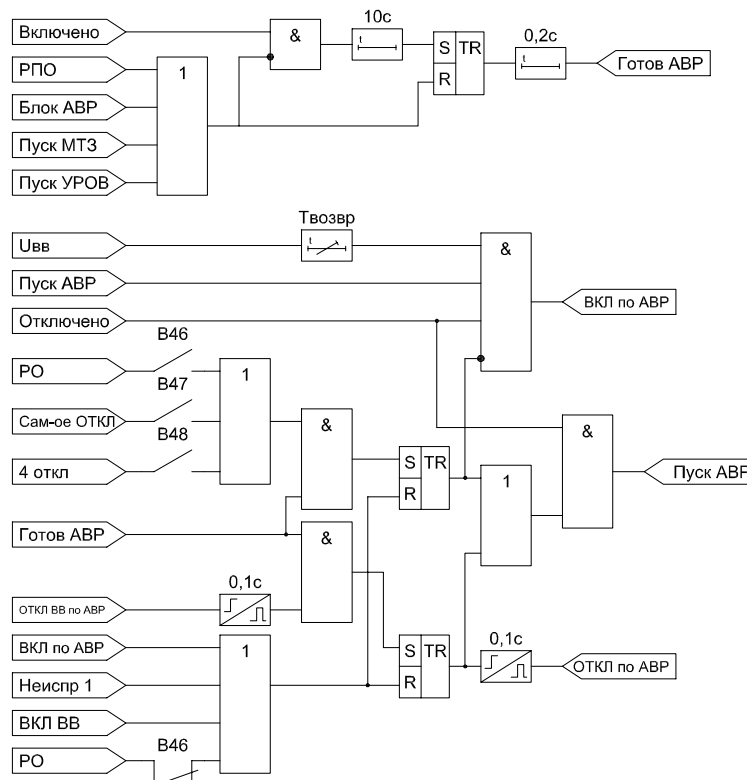 10с
Включено
&
S TR
0,2с
Готов АВР
РПО
1
R
Блок АВР
Пуск МТЗ
Пуск УРОВ
Tвозвр
Uвв
&
Пуск АВР
ВКЛ по АВР
Отключено
В46
РО
1
В47
Сам-ое ОТКЛ
&
&
В48
4 откл
S TR
R
1
Пуск АВР
Готов АВР
&
0,1с
ОТКЛ ВВ по АВР
ВКЛ по АВР
1
S TR
0,1с
ОТКЛ по АВР
Неиспр 1
R
ВКЛ ВВ
В46
РО